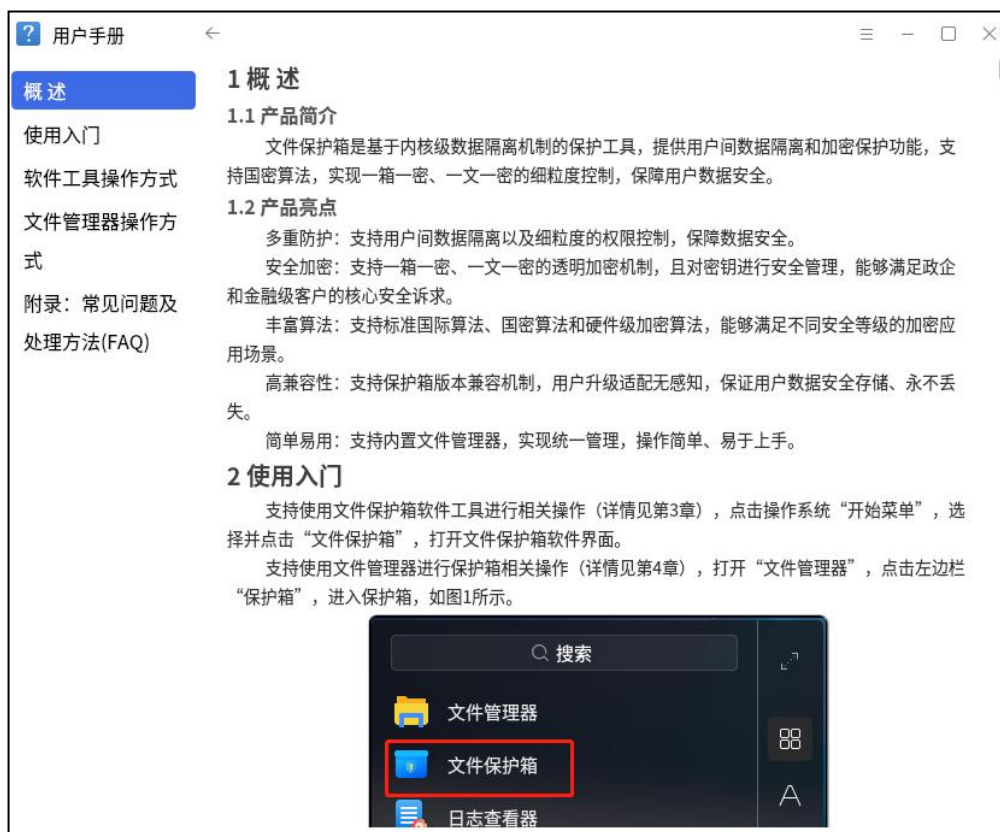 用户手册
概述
使用入门
软件工具操作方式
文件管理器操作方
式
附录：常见问题及
处理方法(FAQ)
1 概 述
1.1 产品简介
文件保护箱是基于内核级数据隔离机制的保护工具，提供用户间数据隔离和加密保护功能，支
持国密算法，实现一箱一密、一文一密的细粒度控制，保障用户数据安全。
1.2 产品亮点
多重防护：支持用户间数据隔离以及细粒度的权限控制，保障数据安全。
安全加密：支持一箱一密、一文一密的透明加密机制，且对密钥进行安全管理，能够满足政企
和金融级客户的核心安全诉求。
丰富算法：支持标准国际算法、国密算法和硬件级加密算法，能够满足不同安全等级的加密应
用场景。
高兼容性：支持保护箱版本兼容机制，用户升级适配无感知，保证用户数据安全存储、永不丢
失。
简单易用：支持内置文件管理器，实现统一管理，操作简单、易于上手。
2 使用入门
支持使用文件保护箱软件工具进行相关操作（详情见第3章），点击操作系统“开始菜单”，选
择并点击“文件保护箱”，打开文件保护箱软件界面。
支持使用文件管理器进行保护箱相关操作（详情见第4章），打开“文件管理器”，点击左边栏
“保护箱”，进入保护箱，如图1所示。
搜索
文件管理器
文件保护箱
日志查看器